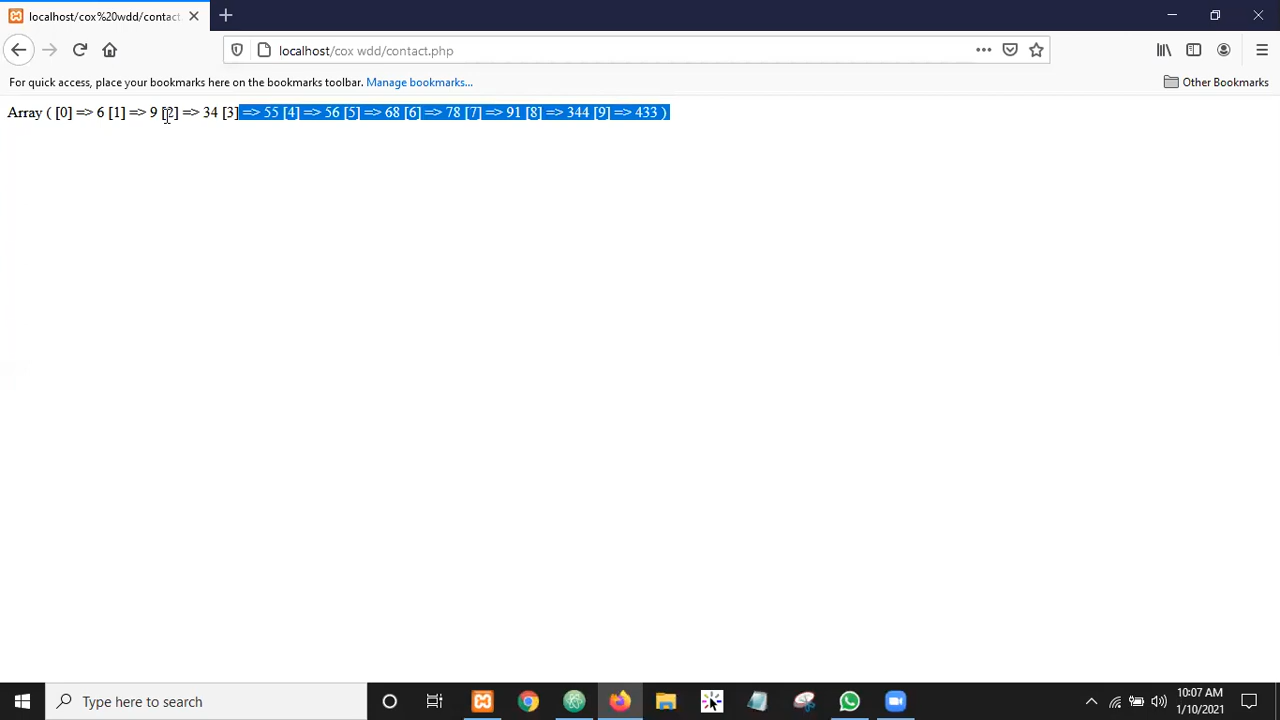 localhost/cox%20wdd/contact.
localhost/cox wdd/contact.php
For quick access, place your bookmarks here on the bookmarks toolbar. Manage bookmarks...
Other Bookmarks
Array ( [0] => 6 [1] => 9 [2] => 34 [3] => 55 [4] => 56 [5] => 68 [6] => 78 [7] => 91 [8] => 344 [9] => 433 )
Type here to search
10:07 AM
1/10/2021